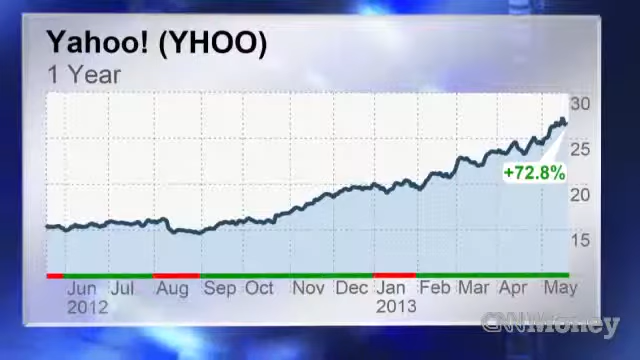 Yahoo! (YHOO)
1 Year
30
25
+72.8%
20
15
Jun Jul Aug Sep Oct Nov Dec Jan Feb Mar Apr May
2012 2013
CNNMoney